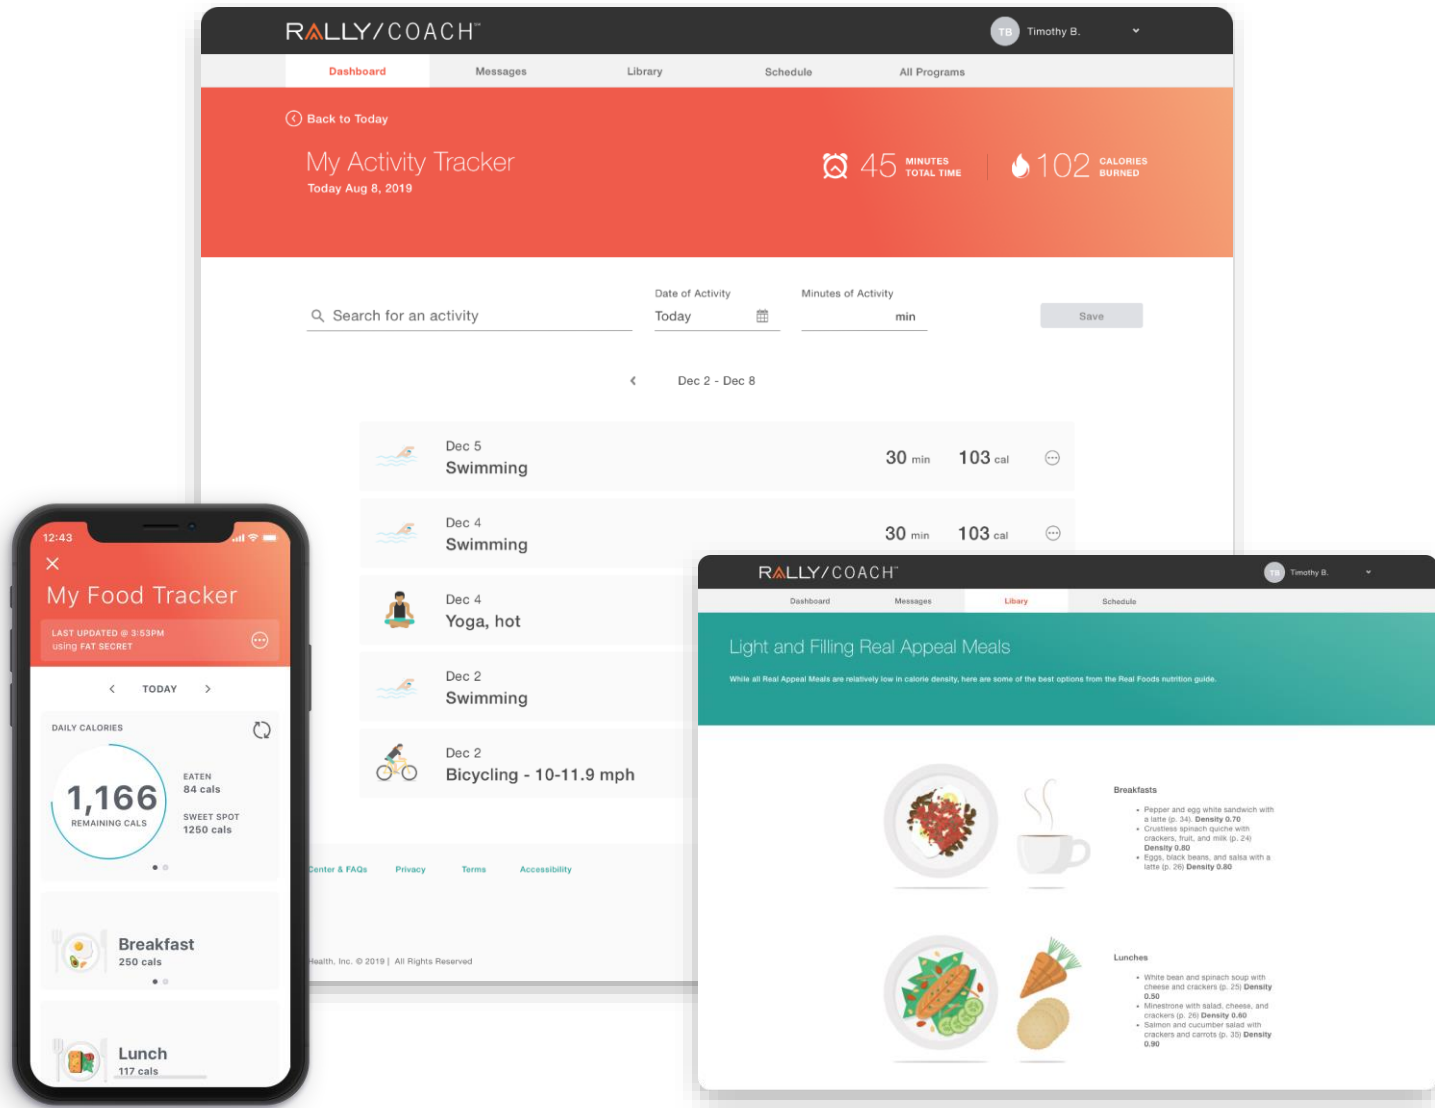 RALLY/COACH™
TB Timothy B.
Dashboard Messages Library Schedule All Programs
Back to Today
My Activity Tracker
Today Aug 8, 2019
45 MINUTES TOTAL TIME
102 CALORIES BURNED
Date of Activity Minutes of Activity
Search for an activity Today min Save
Dec 2 - Dec 8
Dec 5
Swimming 30 min 103 cal
Dec 4
Swimming 30 min 103 cal
Dec 4
Yoga, hot
Dec 2
Swimming
Dec 2
Bicycling - 10-11.9 mph
Center & FAQs Privacy Terms Accessibility
Health, Inc. © 2019 | All Rights Reserved
12:43
My Food Tracker
LAST UPDATED @ 3:53PM
using FAT SECRET
TODAY
DAILY CALORIES
1,166
REMAINING CALS
EATEN
84 cals
SWEET SPOT
1250 cals
Breakfast
250 cals
Lunch
117 cals
RALLY/COACH™
TB Timothy B.
Dashboard Messages Libary Schedule
Light and Filling Real Appeal Meals
While all Real Appeal Meals are relatively low in calorie density, here are some of the best options from the Real Foods nutrition guide.
Breakfasts
• Pepper and egg white sandwich with
a latte (p. 34). Density 0.70
• Crustless spinach quiche with
crackers, fruit, and milk (p. 24)
Density 0.80
• Eggs, black beans, and salsa with a
latte (p. 26) Density 0.80
Lunches
• White bean and spinach soup with
cheese and crackers (p. 25) Density
0.50
• Minestrone with salad, cheese, and
crackers (p. 26) Density 0.60
• Salmon and cucumber salad with
crackers and carrots (p. 35) Density
0.90